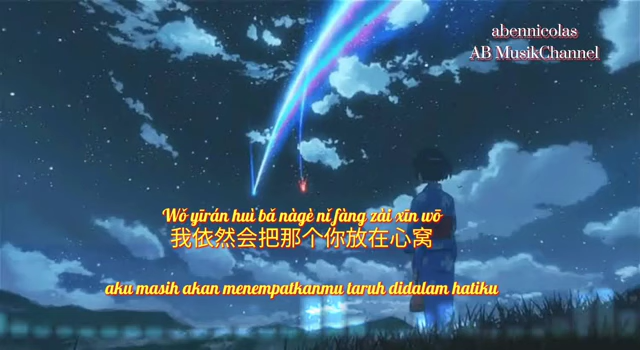 abennicolas
AB MusikChannel
Wǒ yīrán huì bǎ nàgè nǐ fàng zài xīn wō
我依然会把那个你放在心窝
aku masih akan menempatkanmu taruh didalam hatiku